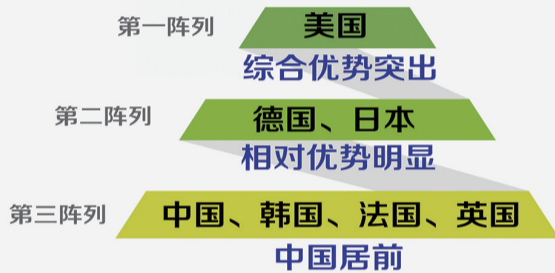 第一阵列 美国
综合优势突出
第二阵列 德国、日本
相对优势明显
第三阵列 中国、韩国、法国、英国
中国居前